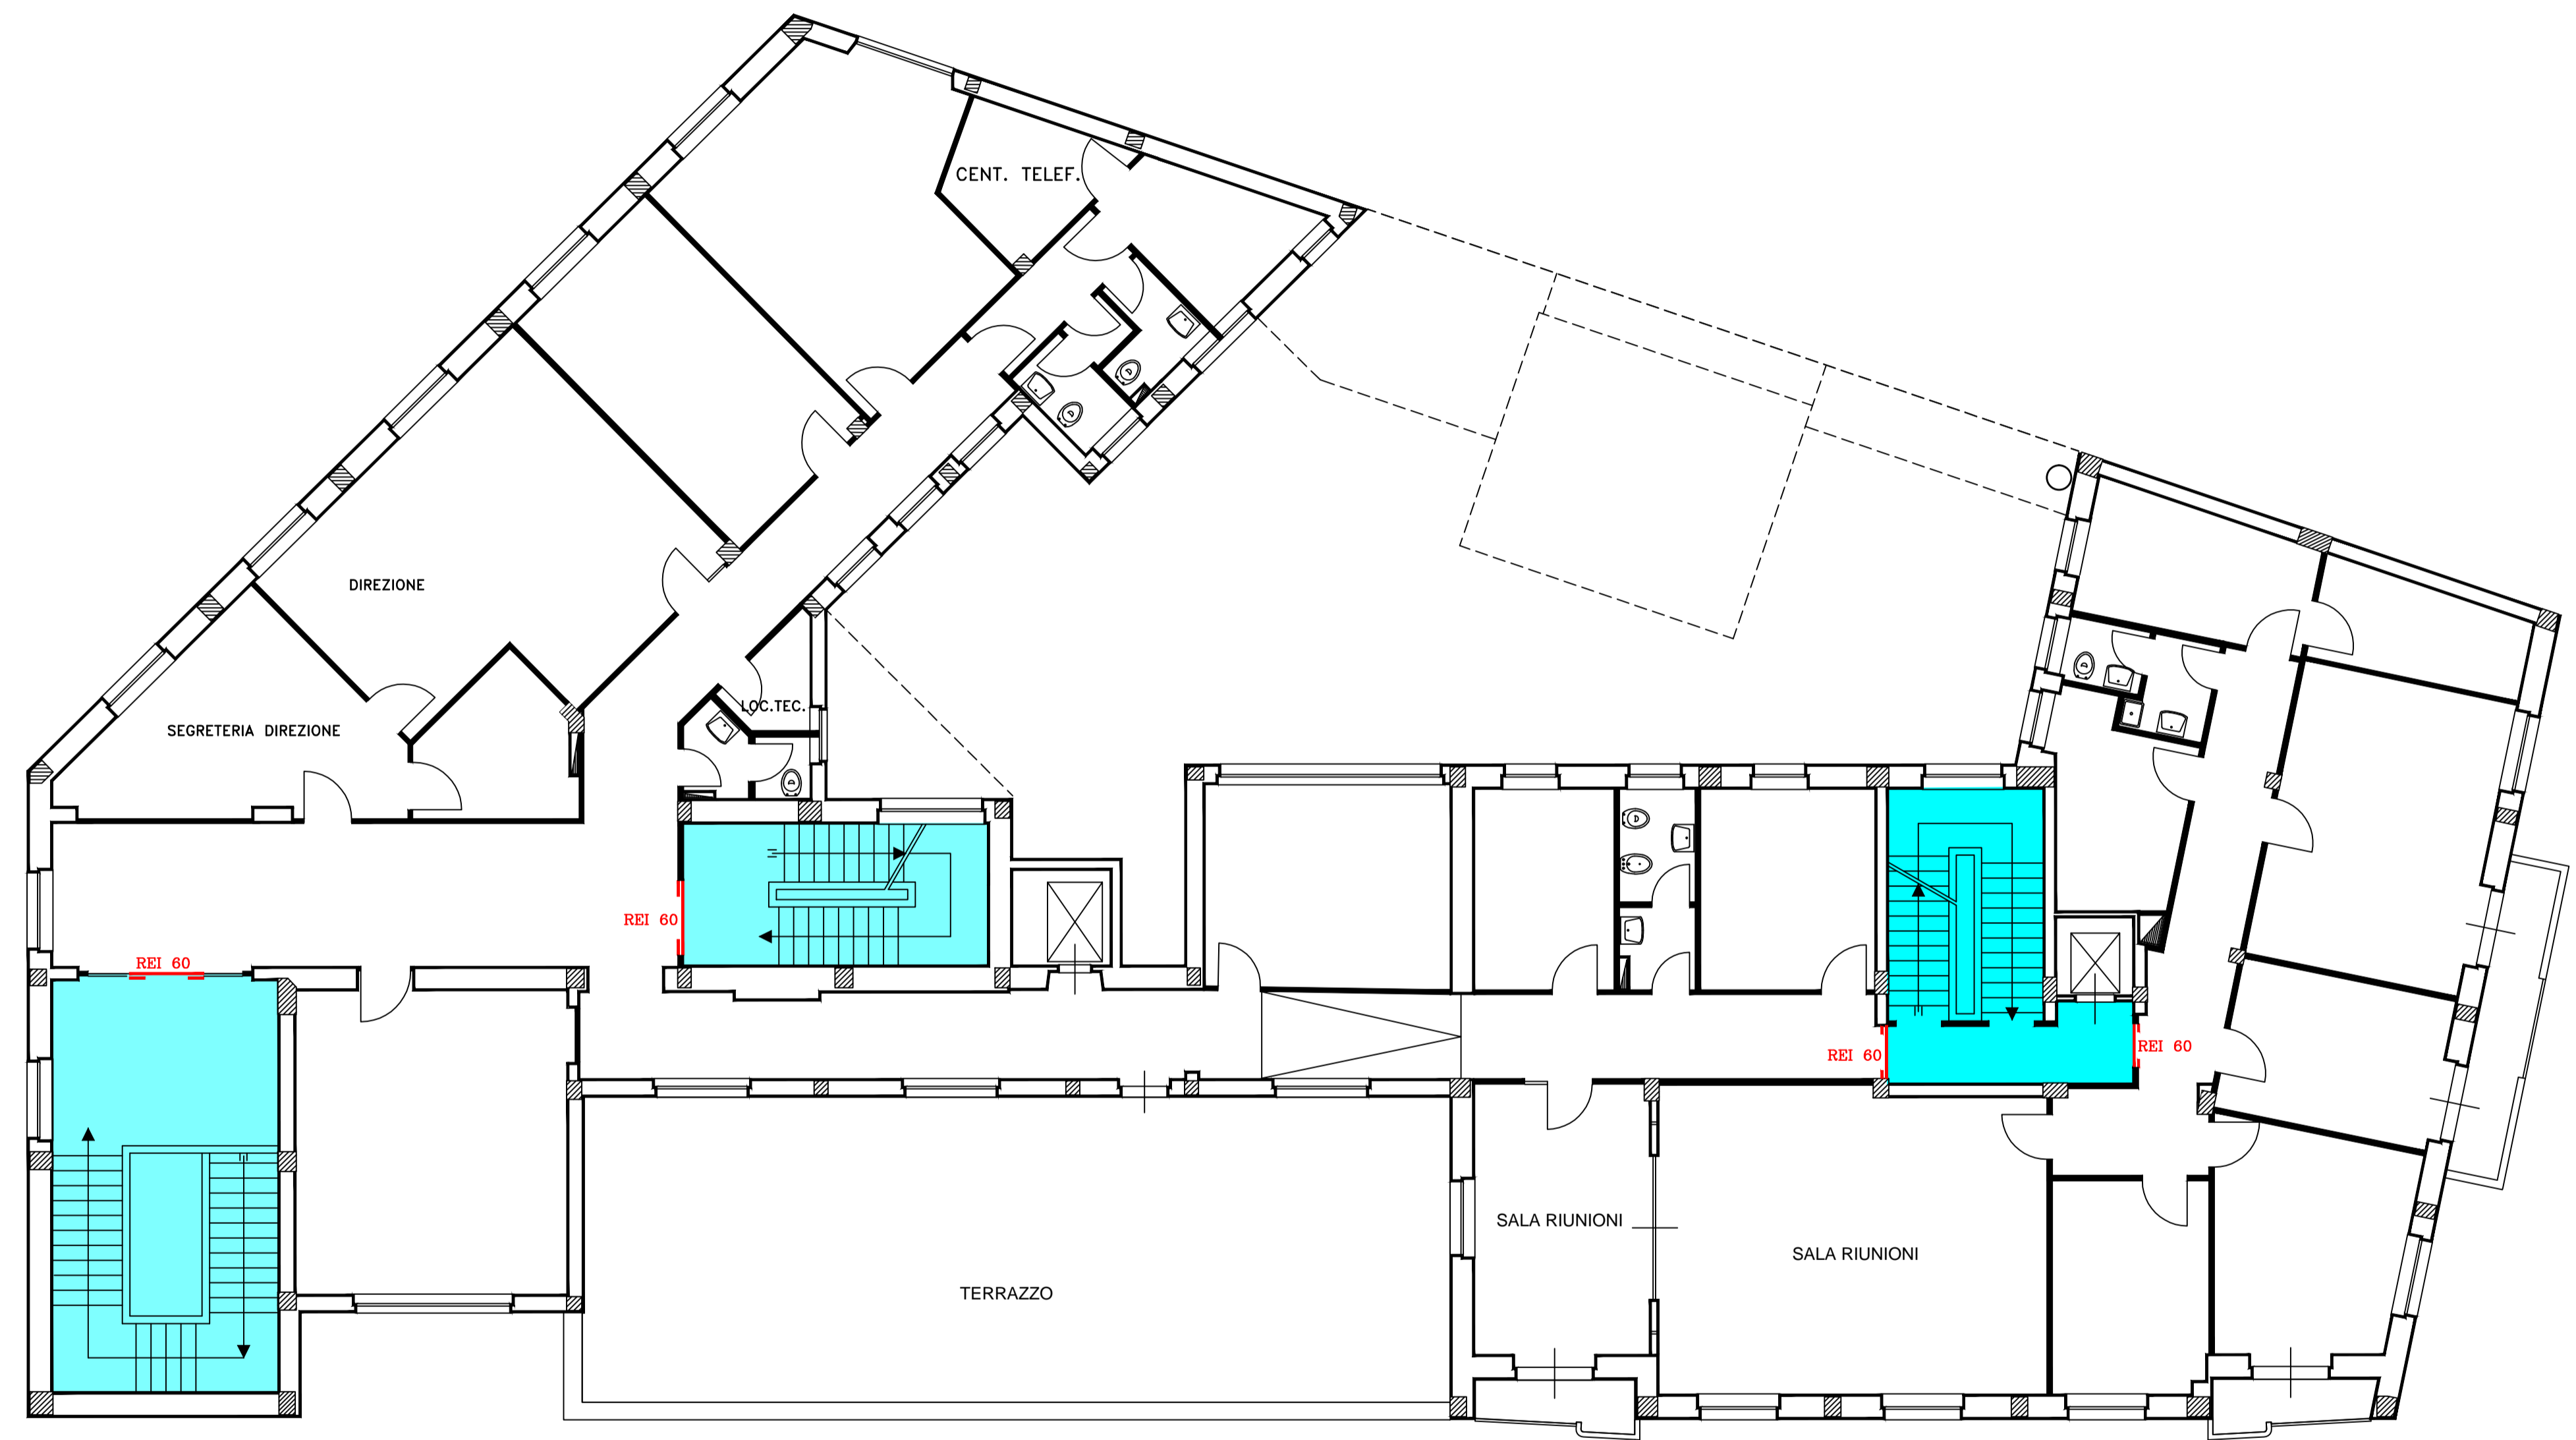 CENT. TELEF.
DIREZIONE
LOC.TEC.
SEGRETERIA DIREZIONE
REI 60
REI 60
REI 60
REI 60
SALA RIUNIONI
SALA RIUNIONI
TERRAZZO